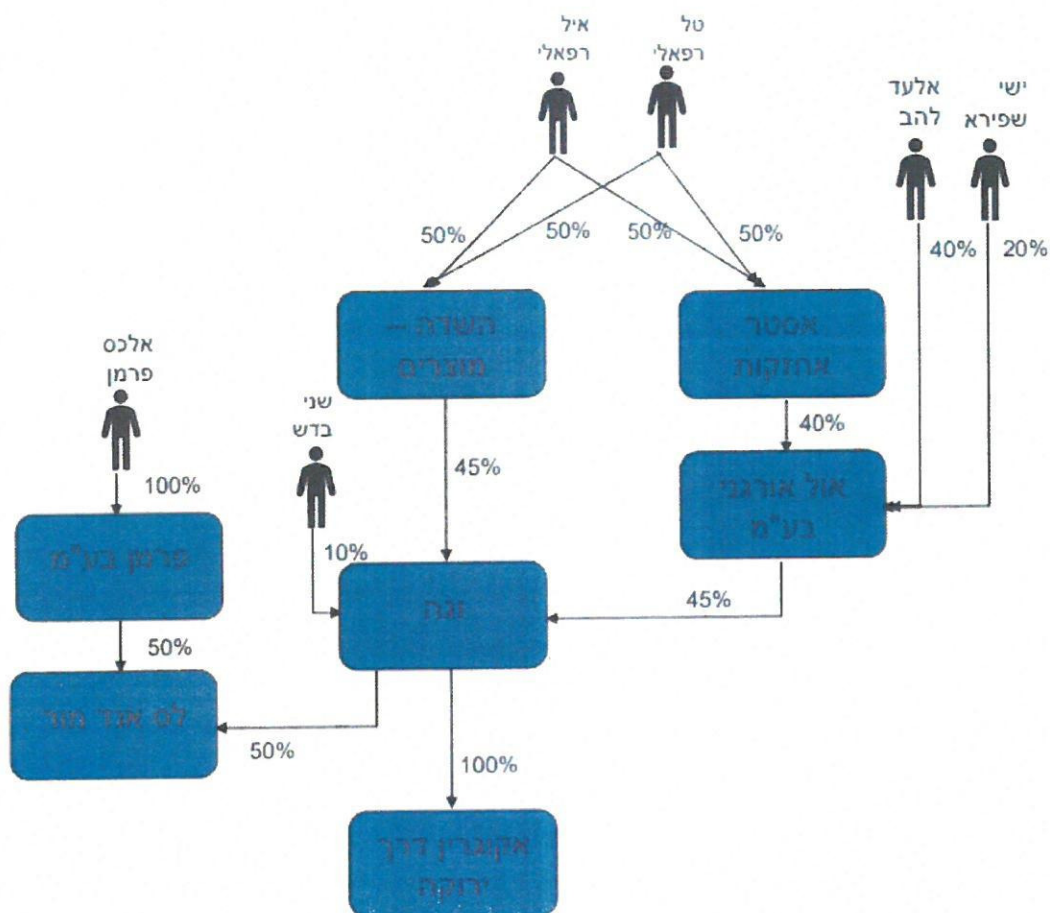 איל
רפאלי
טל
רפאלי
אלעד
להב
ישי
שפירא
50%
50%
50%
50%
40%
20%
השדה –
מוצרים
אסטר
אחזקות
אלכס
פרמן
שני
בדש
45%
40%
100%
אול אורגני
בע"מ
10%
פרמן בע"מ
זגת
45%
50%
לס אנד מור
50%
100%
אקוגרין דרך
ירוקה